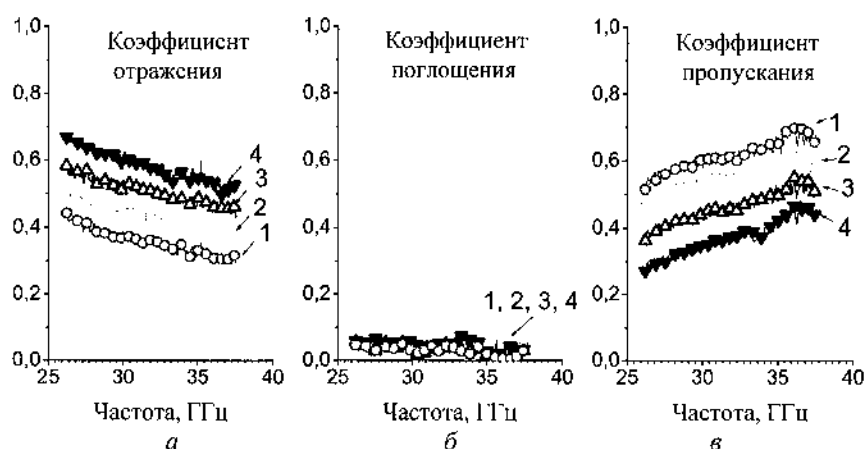 1,0
0,8
0,6
0,4
0,2
0,0
Коэффициент
отражения
4
3
2
1
25 30 35 40
Частота, ГГц
а
1,0
0,8
0,6
0,4
0,2
0,0
Коэффициент
поглощения
1, 2, 3, 4
25 30 35 40
Частота, ГГц
б
1,0
0,8
0,6
0,4
0,2
0,0
Коэффициент
пропускания
1
2
3
4
25 30 35 40
Частота, ГГц
в